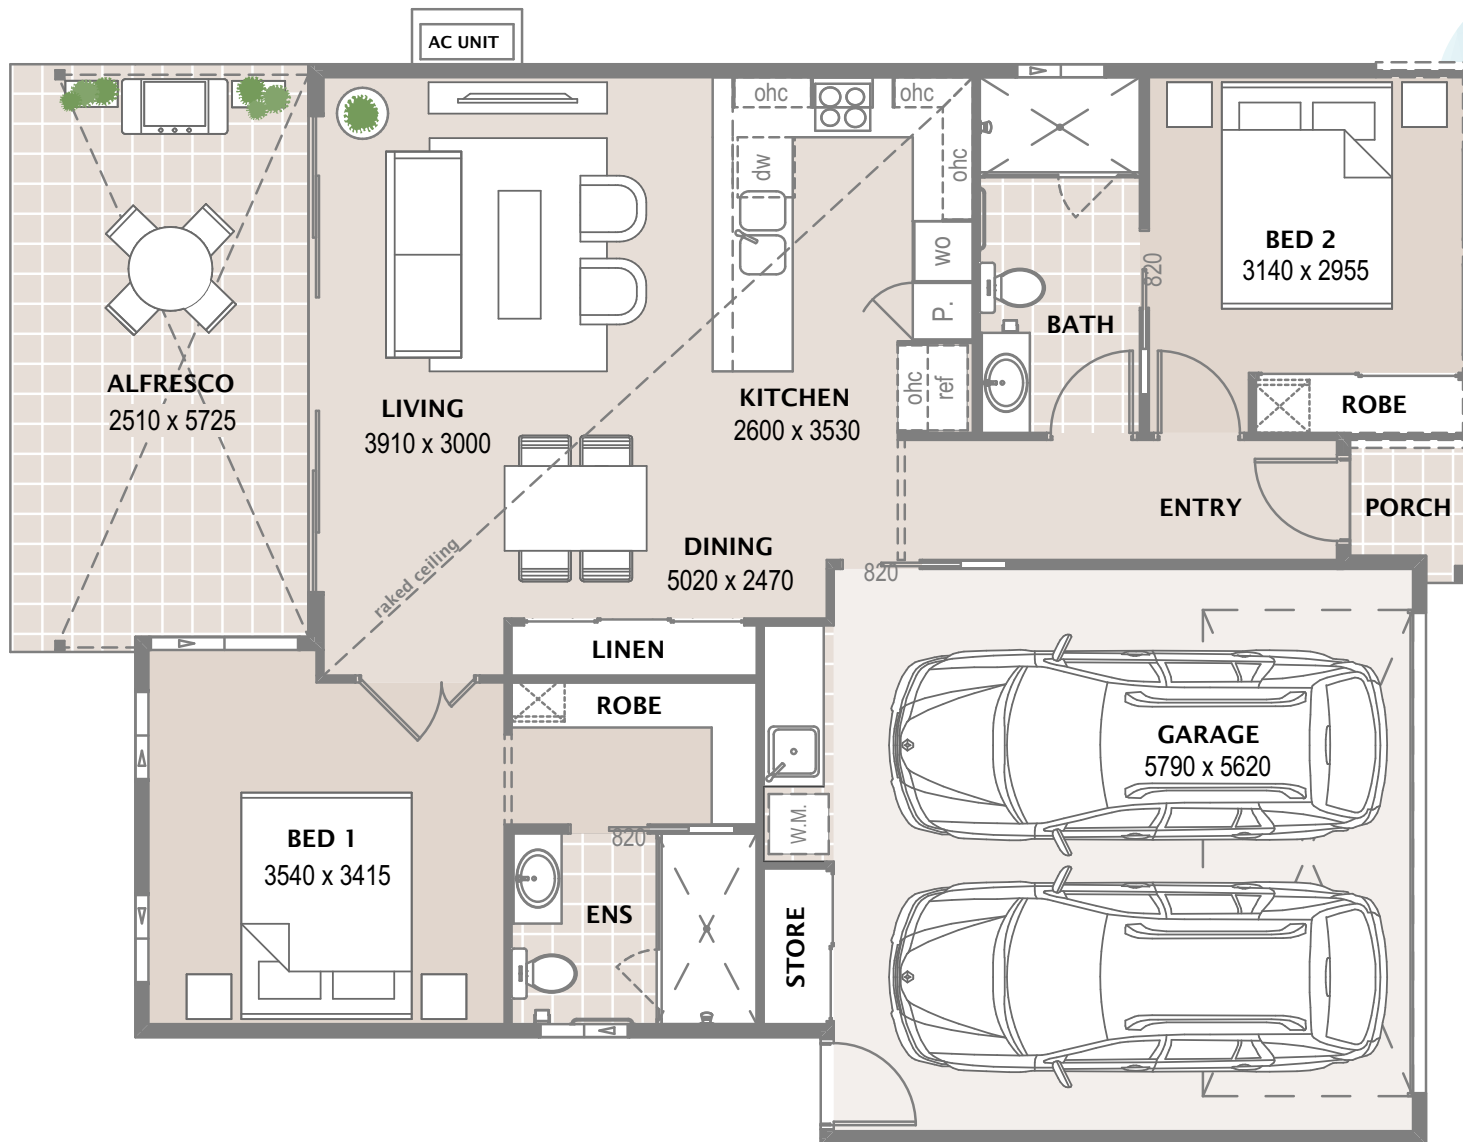 AC UNIT
ohc
ohc
ohc
dw
wo
P.
ohc
ref
BED 2
3140 x 2955
820
BATH
ROBE
ALFRESCO
2510 x 5725
LIVING
3910 x 3000
KITCHEN
2600 x 3530
ENTRY
PORCH
DINING
5020 x 2470
raked ceiling
820
LINEN
ROBE
GARAGE
5790 x 5620
W.M.
820
BED 1
3540 x 3415
ENS
STORE